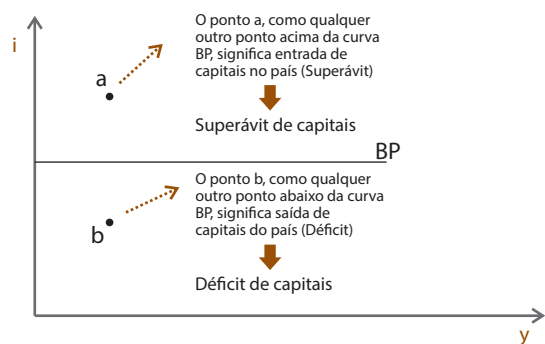 i
O ponto a, como qualquer
outro ponto acima da curva
BP, significa entrada de
capitais no país (Superávit)
a
Superávit de capitais
BP
O ponto b, como qualquer
outro ponto abaixo da curva
BP, significa saída de
capitais do país (Déficit)
b
Déficit de capitais
y